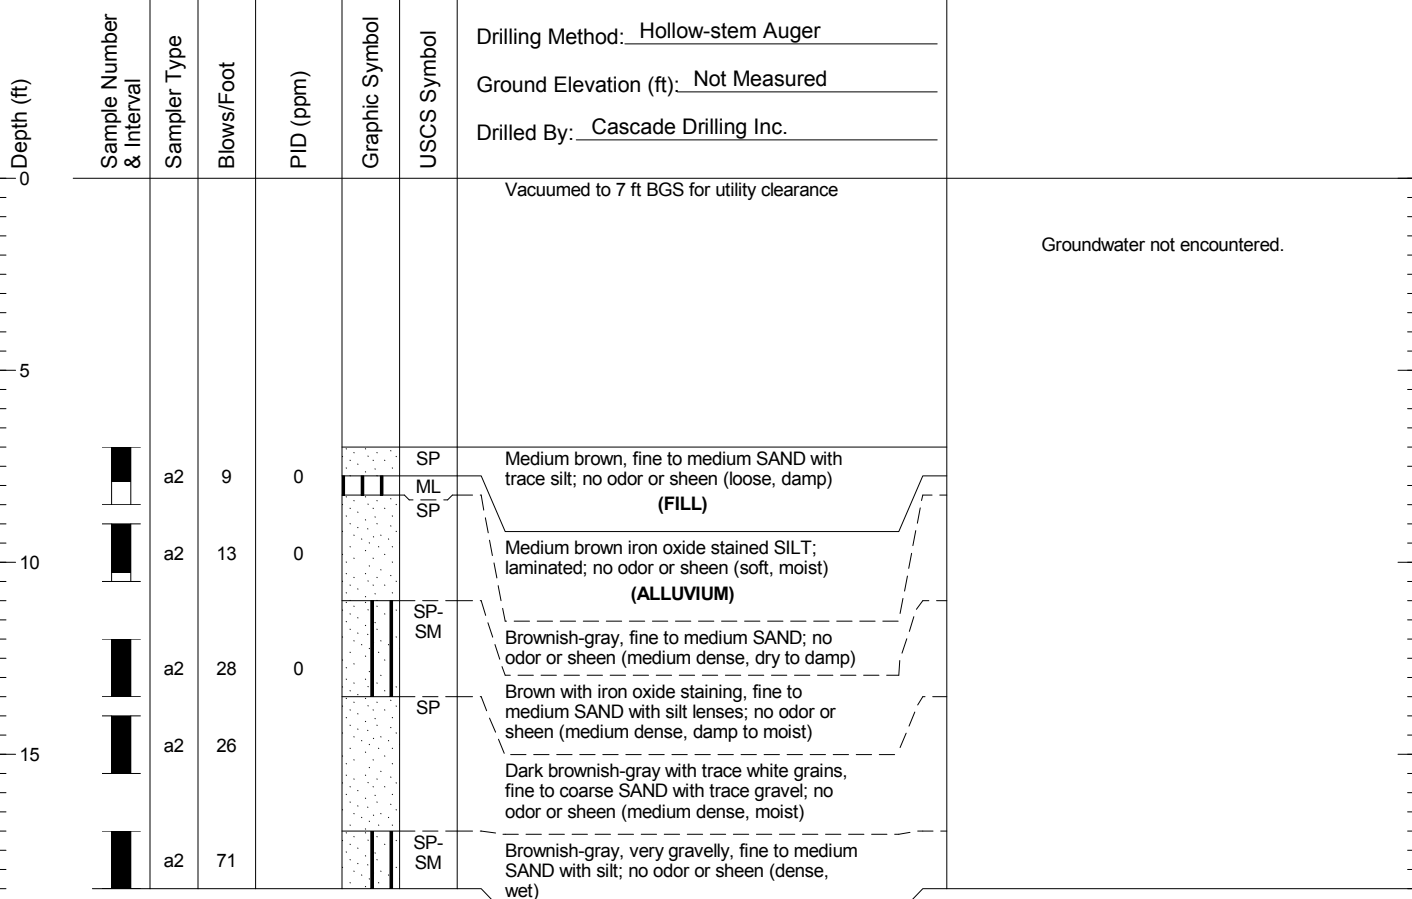 Depth (ft)
Sample Number
& Interval
Sampler Type
Blows/Foot
PID (ppm)
Graphic Symbol
USCS Symbol
Drilling Method: Hollow-stem Auger
Ground Elevation (ft): Not Measured
Drilled By: Cascade Drilling Inc.
0
Vacuumed to 7 ft BGS for utility clearance
Groundwater not encountered.
5
a2 9 0
SP
ML
SP
Medium brown, fine to medium SAND with
trace silt; no odor or sheen (loose, damp)
(FILL)
10
a2 13 0
Medium brown iron oxide stained SILT;
laminated; no odor or sheen (soft, moist)
(ALLUVIUM)
SP-
SM
Brownish-gray, fine to medium SAND; no
odor or sheen (medium dense, dry to damp)
a2 28 0
Brown with iron oxide staining, fine to
medium SAND with silt lenses; no odor or
sheen (medium dense, damp to moist)
SP
15
a2 26
Dark brownish-gray with trace white grains,
fine to coarse SAND with trace gravel; no
odor or sheen (medium dense, moist)
a2 71
SP-
SM
Brownish-gray, very gravelly, fine to medium
SAND with silt; no odor or sheen (dense,
wet)